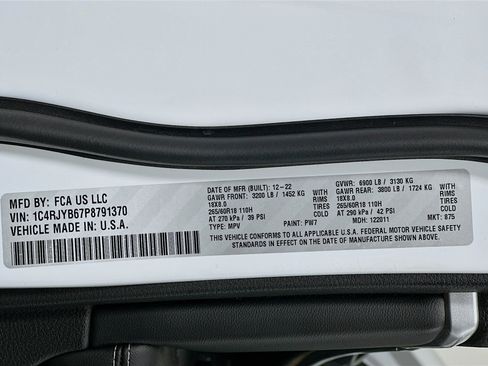 MFD BY: FCA US LLC
VIN: 1C4RJYB67P8791370
VEHICLE MADE IN: U.S.A.
DATE OF MFR (BUILT): 12-22
GAWR FRONT: 3200 LB / 1452 KG
WITH
18X8.0
RIMS
265/60R18 110H
TIRES
AT 270 kPa / 39 PSI
COLD
TYPE: MPV
PAINT: PW7
GVWR: 6900 LB / 3130 KG
GAWR REAR: 3800 LB / 1724 KG
WITH
18X8.0
RIMS
265/60R18 110H
TIRES
AT 290 kPa / 42 PSI
COLD
MDH: 122011
MKT: 875
THIS VEHICLE CONFORMS TO ALL APPLICABLE U.S.A. FEDERAL MOTOR VEHICLE SAFETY
STANDARDS IN EFFECT ON THE DATE OF MANUFACTURE SHOWN ABOVE